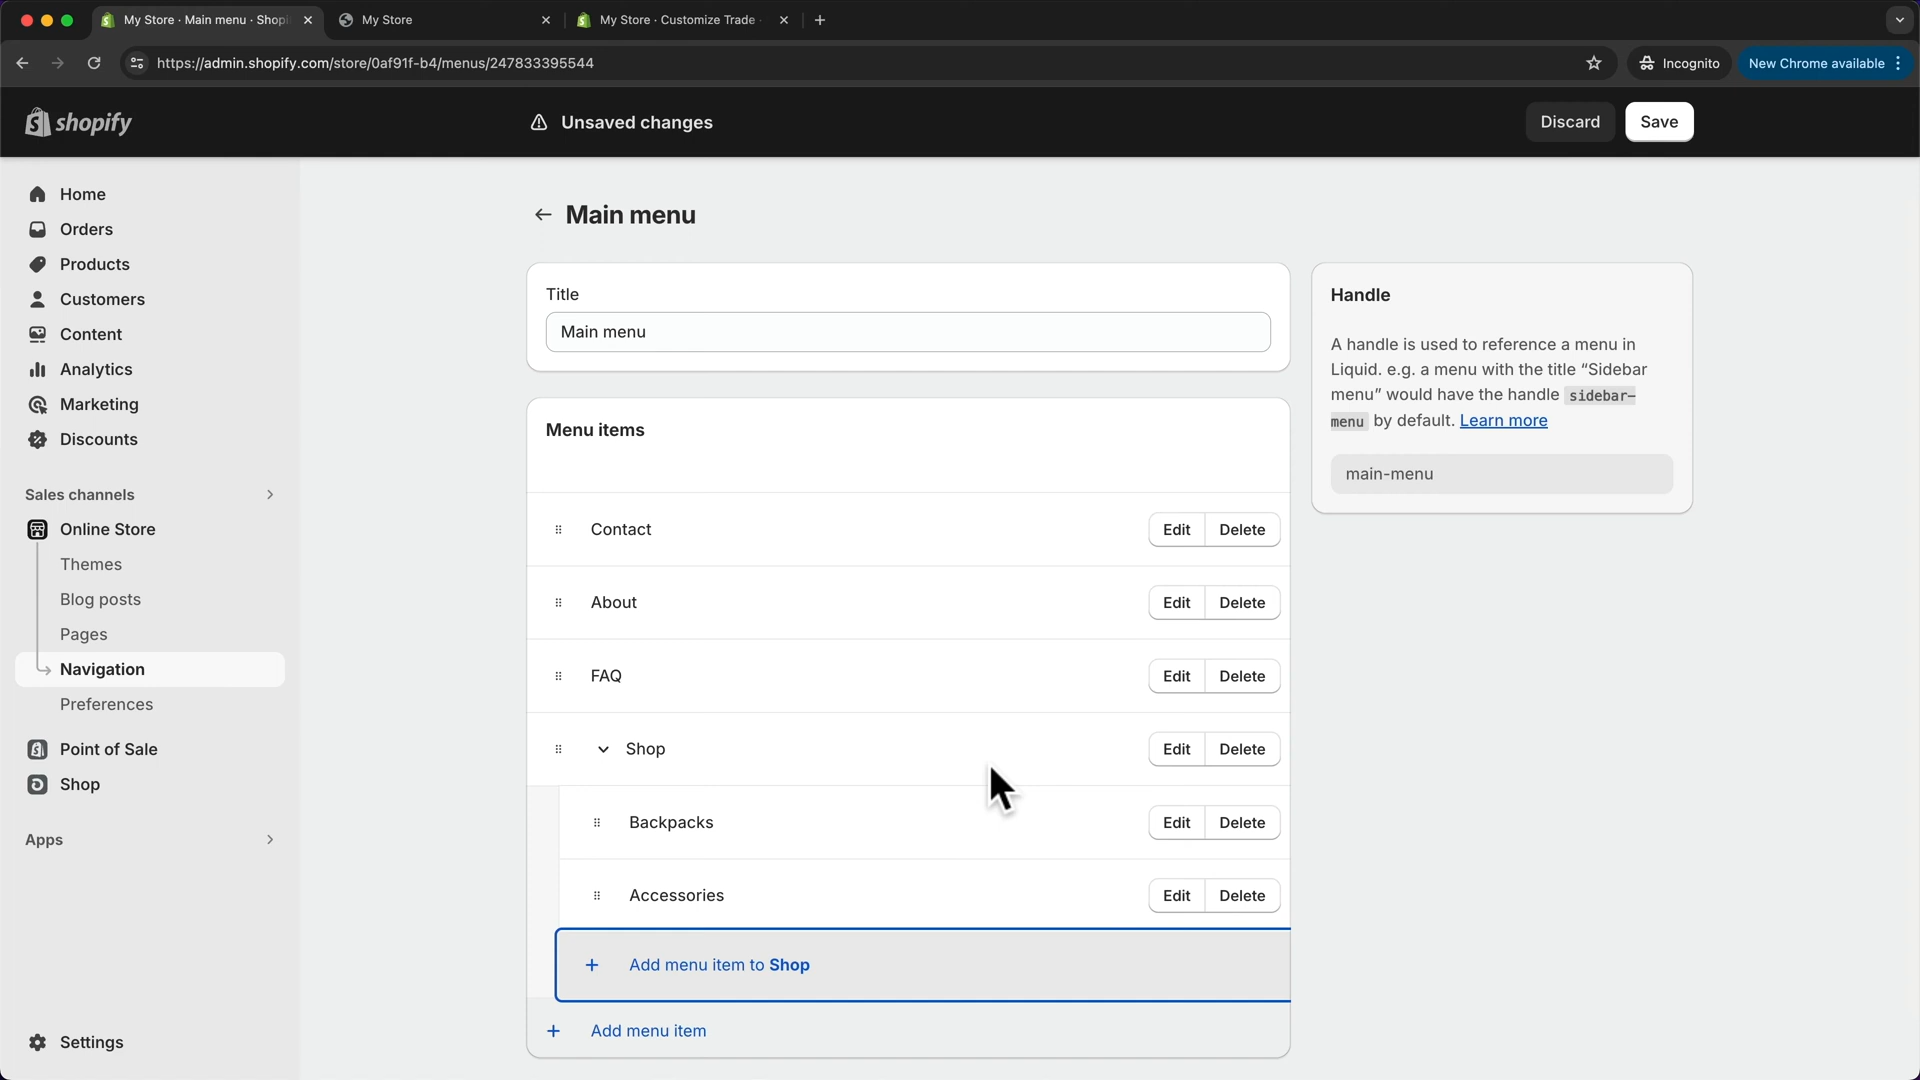 My Store · Main menu · Shopi
My Store
My Store · Customize Trade ·
https://admin.shopify.com/store/0af91f-b4/menus/247833395544
Incognito
New Chrome available
shopify
Unsaved changes
Discard
Save
Home
Orders
Products
Customers
Content
Analytics
Marketing
Discounts
Sales channels
Online Store
Themes
Blog posts
Pages
Navigation
Preferences
Point of Sale
Shop
Apps
Settings
Main menu
Title
Main menu
Menu items
Contact
Edit
Delete
About
Edit
Delete
FAQ
Edit
Delete
Shop
Edit
Delete
Backpacks
Edit
Delete
Accessories
Edit
Delete
Add menu item to Shop
Add menu item
Handle
A handle is used to reference a menu in
Liquid. e.g. a menu with the title “Sidebar
menu” would have the handle sidebar-
menu by default. Learn more
main-menu